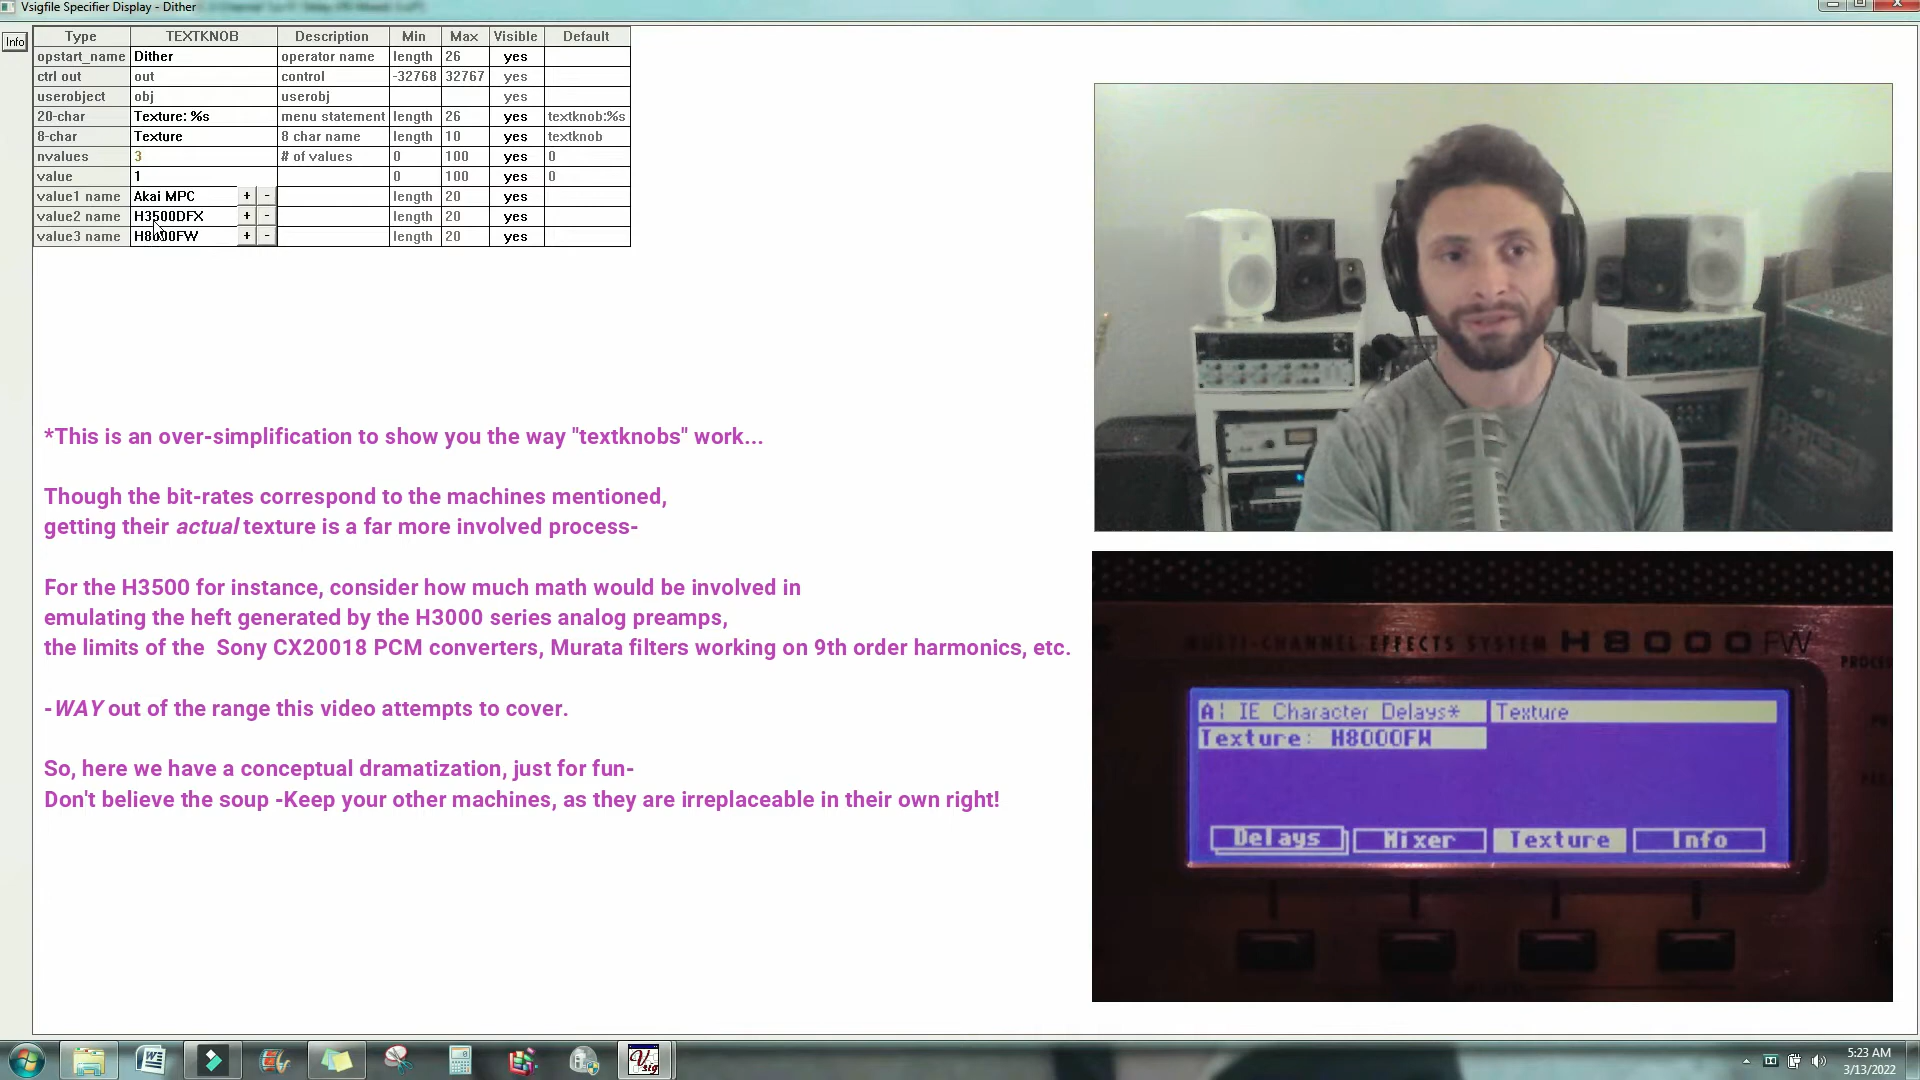 Vsigfile Specifier Display - Dither
Info
Type TEXTKNOB Description Min Max Visible Default
opstart_name Dither operator name length 26 yes
ctrl out out control -32768 32767 yes
userobject obj userobj yes
20-char Texture: %s menu statement length 26 yes textknob:%s
8-char Texture 8 char name length 10 yes textknob
nvalues 3 # of values 0 100 yes 0
value 1 0 100 yes 0
value1 name Akai MPC + - length 20 yes
value2 name H3500DFX + - length 20 yes
value3 name H8000FW + - length 20 yes
*This is an over-simplification to show you the way "textknobs" work...
Though the bit-rates correspond to the machines mentioned,
getting their actual texture is a far more involved process-
For the H3500 for instance, consider how much math would be involved in
emulating the heft generated by the H3000 series analog preamps,
the limits of the Sony CX20018 PCM converters, Murata filters working on 9th order harmonics, etc.
-WAY out of the range this video attempts to cover.
So, here we have a conceptual dramatization, just for fun-
Don't believe the soup -Keep your other machines, as they are irreplaceable in their own right!
MULTI-CHANNEL EFFECTS SYSTEM H8000FW
A| IE Character Delays* Texture
Texture: H8000FW
Delays Mixer Texture Info
Vsig
5:23 AM
3/13/2022